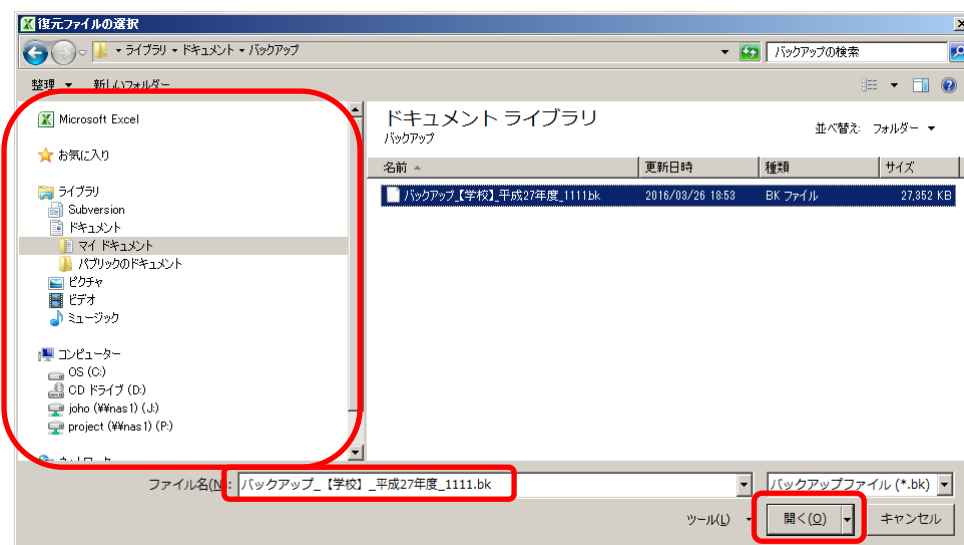 復元ファイルの選択
ライブラリ ▾ ドキュメント ▾ バックアップ
バックアップの検索
整理 ▼ 新しいフォルダー
Microsoft Excel
お気に入り
ライブラリ
Subversion
ドキュメント
マイ ドキュメント
パブリックのドキュメント
ピクチャ
ビデオ
ミュージック
コンピューター
OS (C:)
CD ドライブ (D:)
joho (¥¥nas1) (J:)
project (¥¥nas1) (P:)
ドキュメント ライブラリ
バックアップ
並べ替え: フォルダー ▼
名前 更新日時 種類 サイズ
バックアップ_【学校】_平成27年度_1111.bk 2016/03/26 18:53 BK ファイル 27,352 KB
ファイル名(N): バックアップ_【学校】_平成27年度_1111.bk バックアップファイル (*.bk)
ツール(L) 開く(O) キャンセル